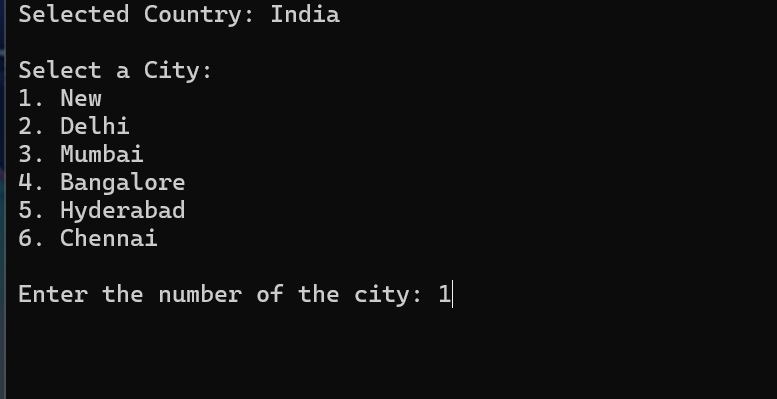 Selected Country: India
Select a City:
1. New
2. Delhi
3. Mumbai
4. Bangalore
5. Hyderabad
6. Chennai
Enter the number of the city: 1